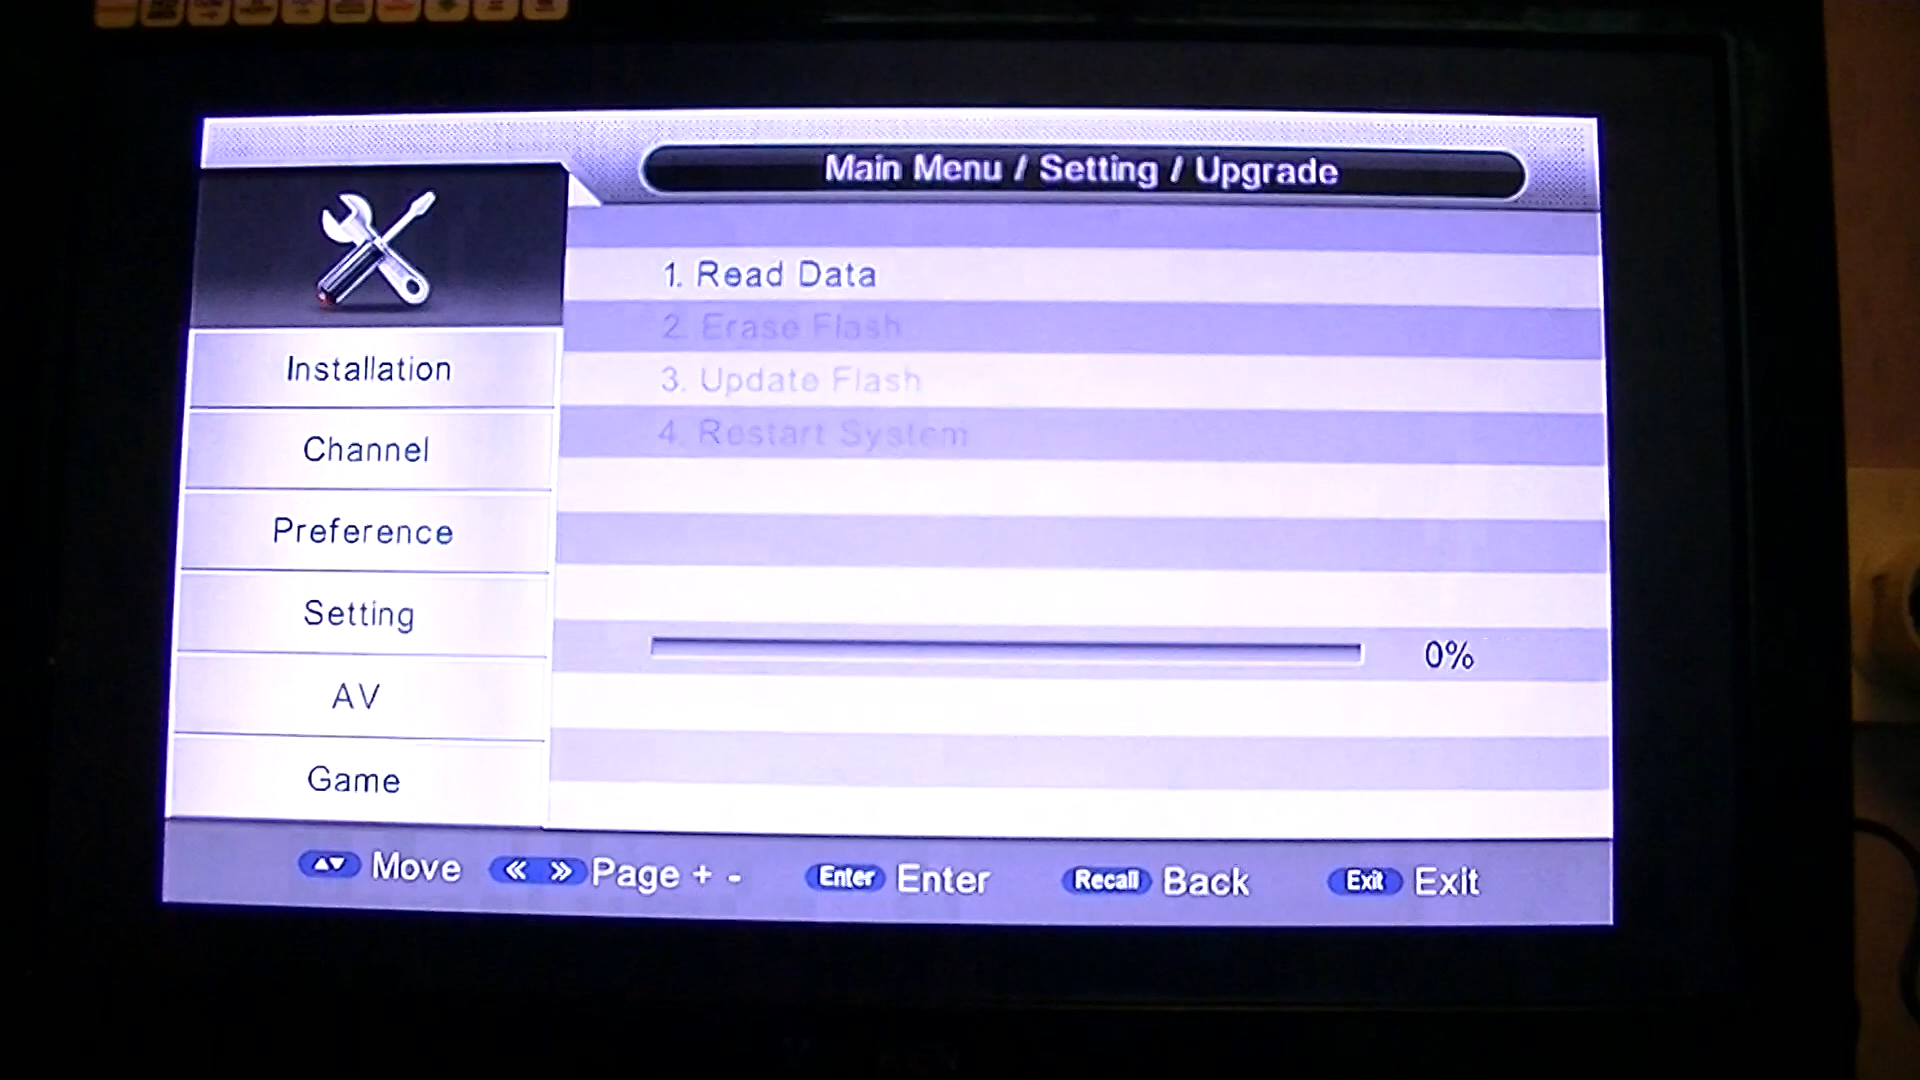 Main Menu / Setting / Upgrade
1. Read Data
2. Erase Flash
3. Update Flash
4. Restart System
Installation
Channel
Preference
Setting
AV
Game
0%
▲▼ Move « » Page + - Enter Enter Recall Back Exit Exit